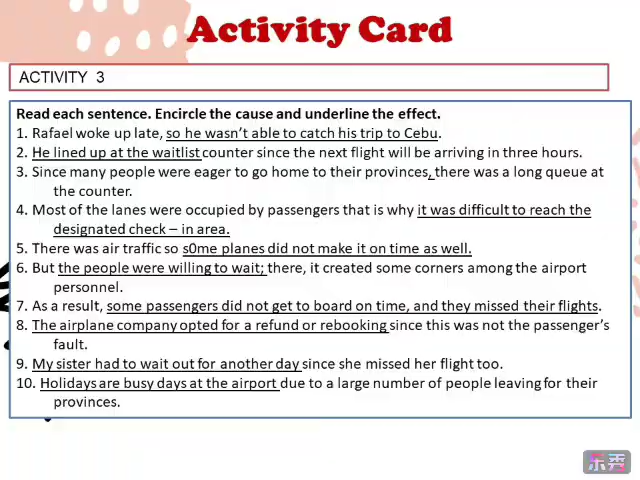 Activity Card
ACTIVITY 3
Read each sentence. Encircle the cause and underline the effect.
1. Rafael woke up late, so he wasn't able to catch his trip to Cebu.
2. He lined up at the waitlist counter since the next flight will be arriving in three hours.
3. Since many people were eager to go home to their provinces, there was a long queue at
the counter.
4. Most of the lanes were occupied by passengers that is why it was difficult to reach the
designated check – in area.
5. There was air traffic so s0me planes did not make it on time as well.
6. But the people were willing to wait; there, it created some corners among the airport
personnel.
7. As a result, some passengers did not get to board on time, and they missed their flights.
8. The airplane company opted for a refund or rebooking since this was not the passenger's
fault.
9. My sister had to wait out for another day since she missed her flight too.
10. Holidays are busy days at the airport due to a large number of people leaving for their
provinces.
乐秀